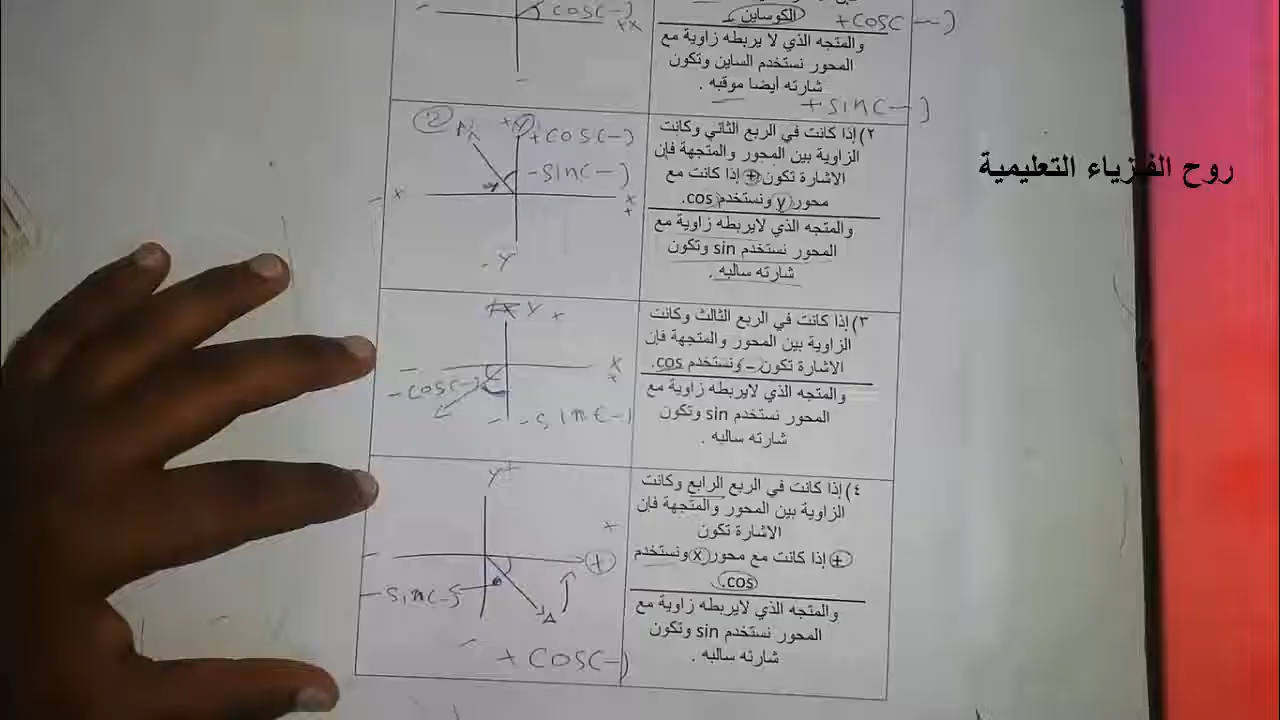 الكوساين
+cos( - )
والمتجه الذي لا يربطه زاوية مع
المحور نستخدم الساين وتكون
شارته أيضا موقبه .
+sin( - )
cos( - )
+x
٢) إذا كانت في الربع الثاني وكانت
الزاوية بين المحور والمتجهة فإن
الاشارة تكون + إذا كانت مع
محور y ونستخدم cos.
والمتجه الذي لايربطه زاوية مع
المحور نستخدم sin وتكون
شارته سالبه .
2
A
+y
+cos( - )
-sin( - )
x
x
+
-y
٣) إذا كانت في الربع الثالث وكانت
الزاوية بين المحور والمتجهة فإن
الاشارة تكون – ونستخدم cos.
والمتجه الذي لايربطه زاوية مع
المحور نستخدم sin وتكون
شارته سالبه .
y +
x
+
-cos( - )
-sin( - )
٤) إذا كانت في الربع الرابع وكانت
الزاوية بين المحور والمتجهة فإن
الاشارة تكون
+ إذا كانت مع محور x ونستخدم
cos.
والمتجه الذي لايربطه زاوية مع
المحور نستخدم sin وتكون
شارته سالبه .
y+
+
+
-sin( -
A
+cos( - )
روح الفيزياء التعليمية